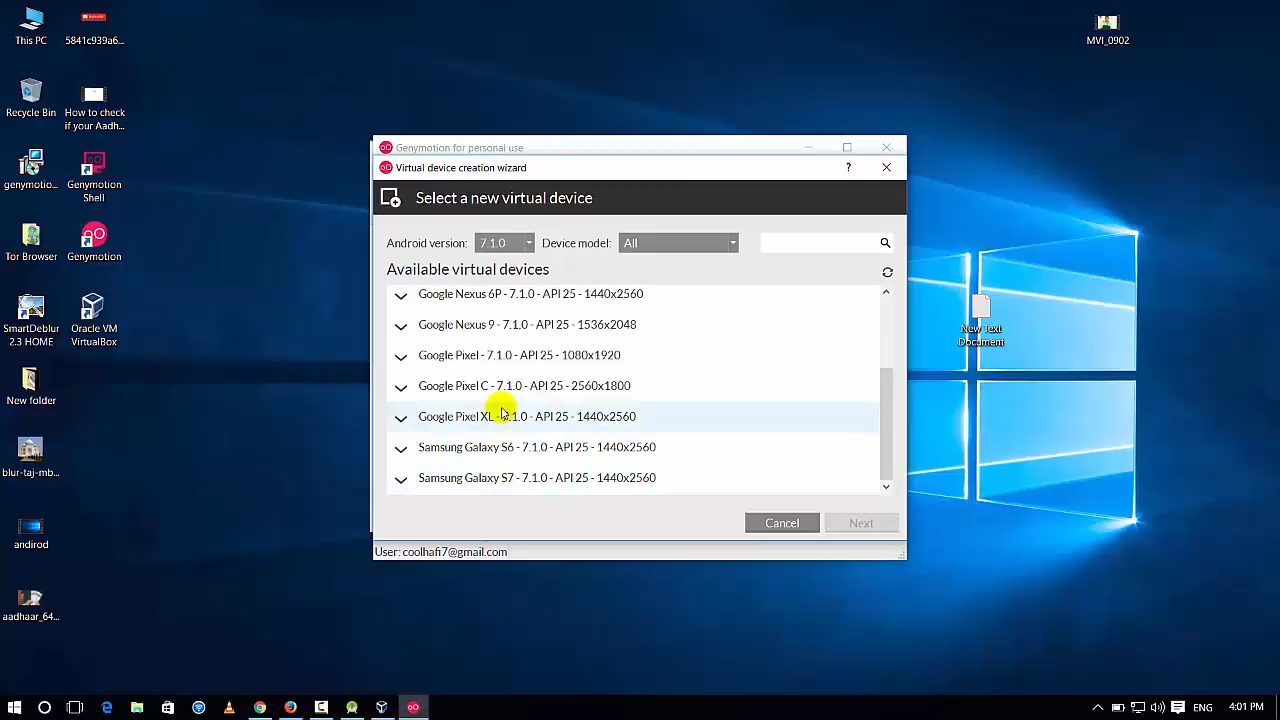 This PC
5841c939a6...
MVI_0902
Recycle Bin
How to check
if your Aadh...
genymotio...
Genymotion
Shell
Tor Browser
Genymotion
SmartDeblur
2.3 HOME
Oracle VM
VirtualBox
New folder
blur-taj-mb...
andirod
aadhaar_64...
New Text
Document
Genymotion for personal use
Virtual device creation wizard
?
Select a new virtual device
Android version:
7.1.0
Device model:
All
Available virtual devices
Google Nexus 6P - 7.1.0 - API 25 - 1440x2560
Google Nexus 9 - 7.1.0 - API 25 - 1536x2048
Google Pixel - 7.1.0 - API 25 - 1080x1920
Google Pixel C - 7.1.0 - API 25 - 2560x1800
Google Pixel XL - 7.1.0 - API 25 - 1440x2560
Samsung Galaxy S6 - 7.1.0 - API 25 - 1440x2560
Samsung Galaxy S7 - 7.1.0 - API 25 - 1440x2560
Cancel
Next
User: coolhafi7@gmail.com
ENG
4:01 PM